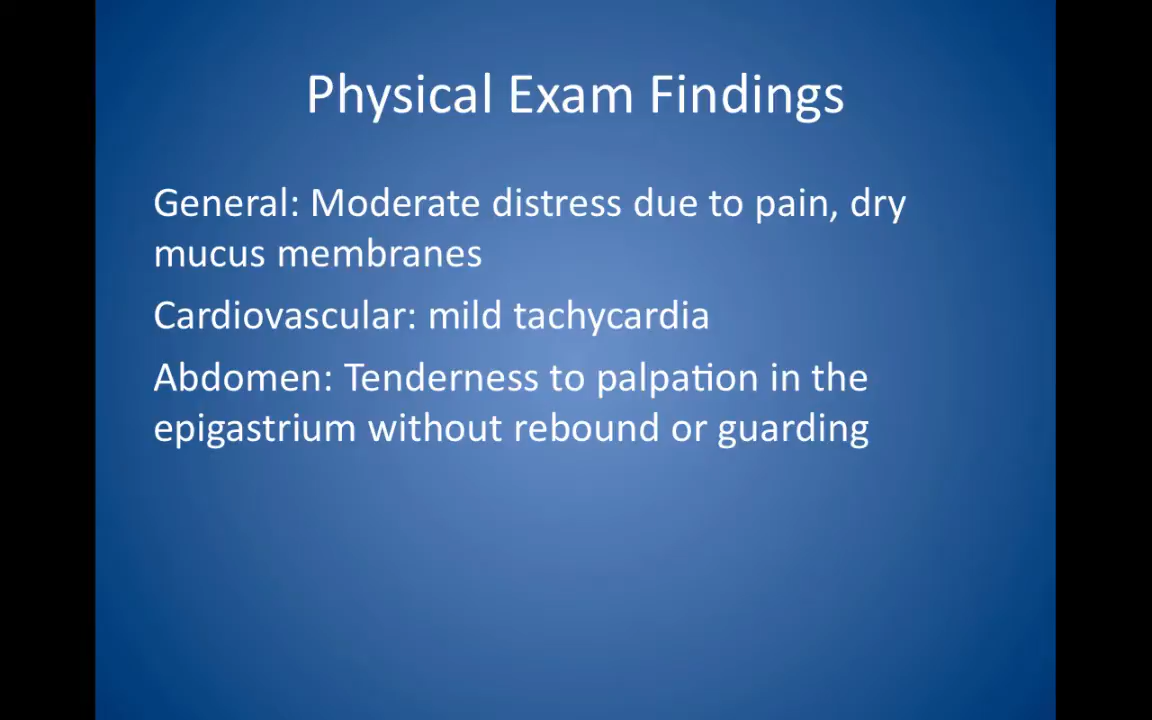 Physical Exam Findings
General: Moderate distress due to pain, dry
mucus membranes
Cardiovascular: mild tachycardia
Abdomen: Tenderness to palpation in the
epigastrium without rebound or guarding